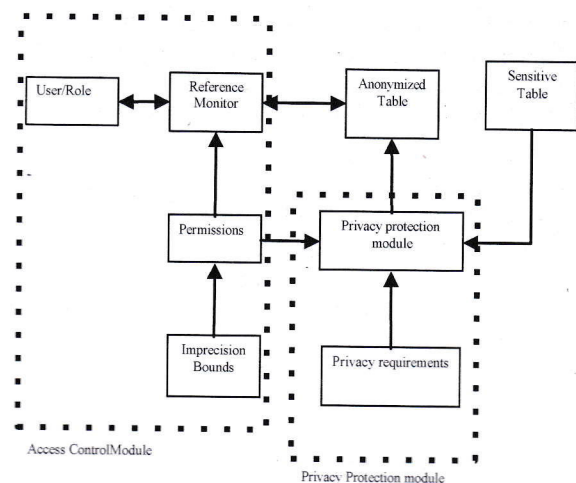 User/Role
Reference
Monitor
Anonymized
Table
Sensitive
Table
Permissions
Privacy protection
module
Imprecision
Bounds
Privacy requirements
Access ControlModule
Privacy Protection module